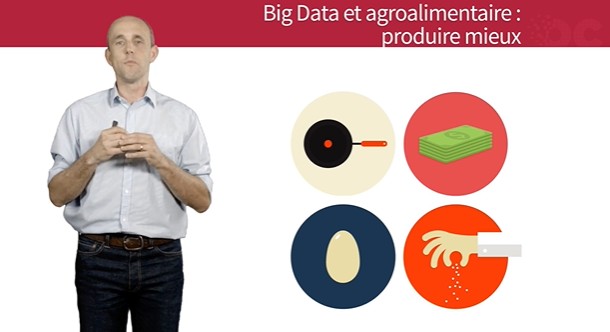 Big Data et agroalimentaire :
produire mieux